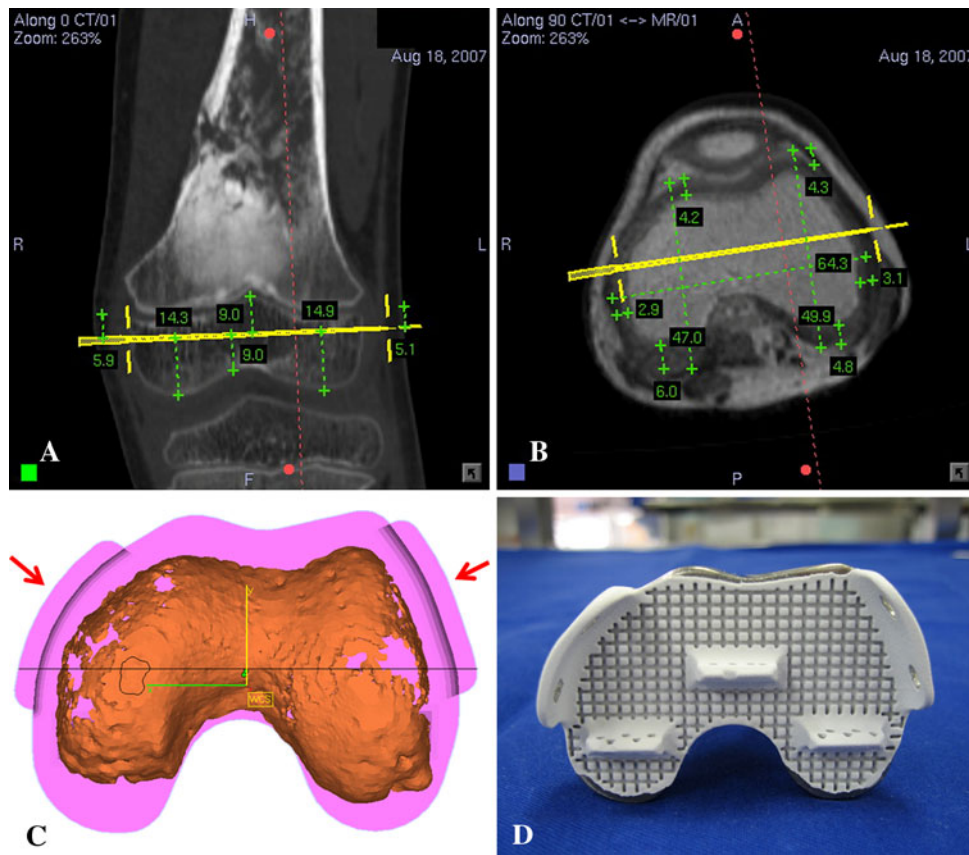 Along 0 CT/01
Zoom: 263%
H
Aug 18, 2007
R
L
14.3
9.0
14.9
5.9
9.0
5.1
A
F
Along 90 CT/01 <-> MR/01
Zoom: 263%
A
Aug 18, 2007
4.3
4.2
R
L
64.3
3.1
2.9
47.0
49.9
6.0
4.8
B
P
Y
WCS
C
D